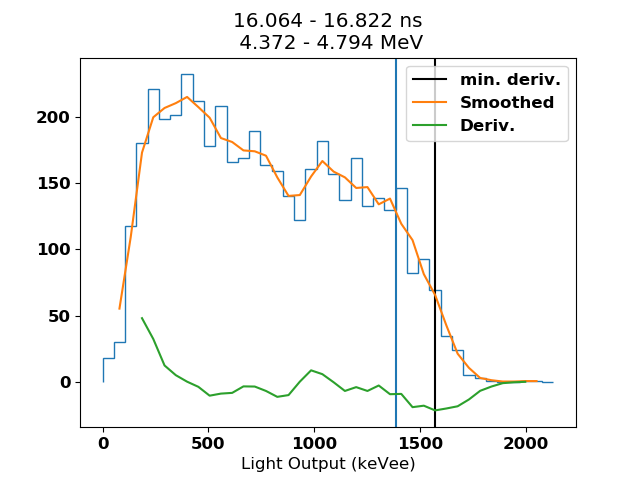 16.064 - 16.822 ns
4.372 - 4.794 MeV
min. deriv.
Smoothed
Deriv.
200
150
100
50
0
0 500 1000 1500 2000
Light Output (keVee)